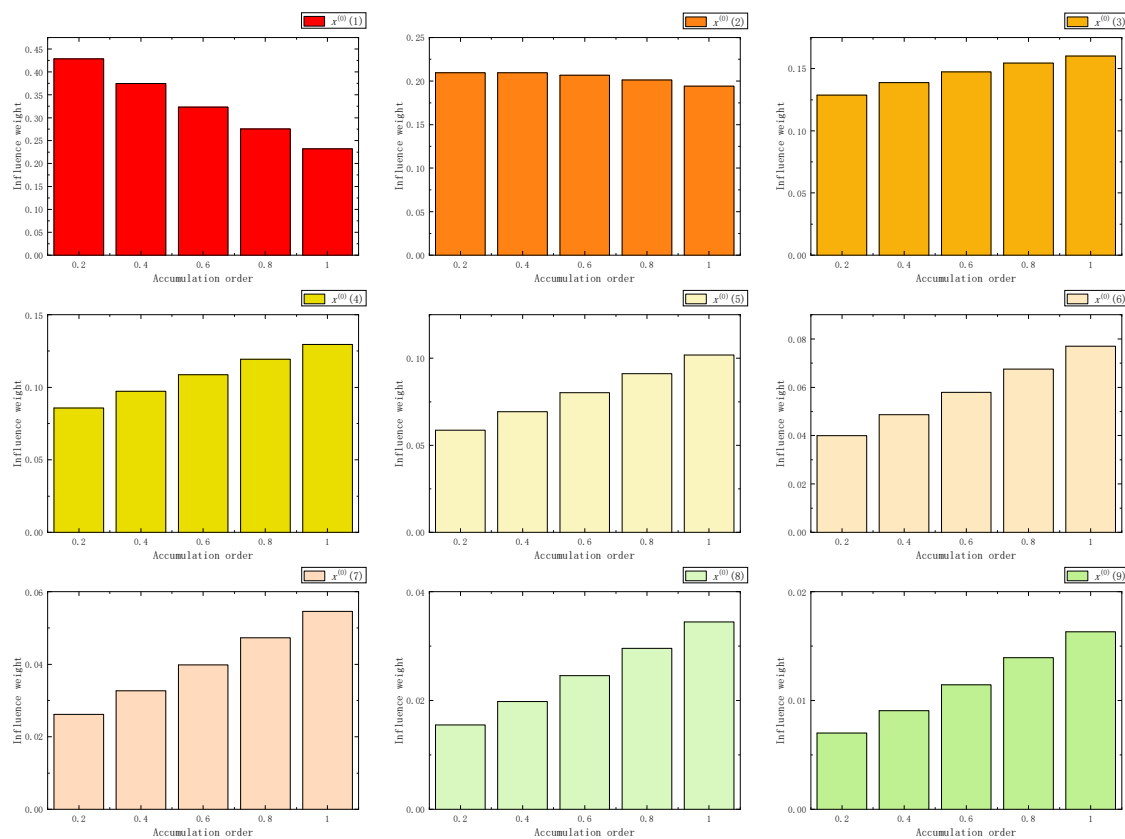 x⁽⁰⁾(1)
Influence weight
0.45
0.40
0.35
0.30
0.25
0.20
0.15
0.10
0.05
0.00
0.2 0.4 0.6 0.8 1
Accumulation order
x⁽⁰⁾(2)
Influence weight
0.25
0.20
0.15
0.10
0.05
0.00
0.2 0.4 0.6 0.8 1
Accumulation order
x⁽⁰⁾(3)
Influence weight
0.15
0.10
0.05
0.00
0.2 0.4 0.6 0.8 1
Accumulation order
x⁽⁰⁾(4)
Influence weight
0.15
0.10
0.05
0.00
0.2 0.4 0.6 0.8 1
Accumulation order
x⁽⁰⁾(5)
Influence weight
0.10
0.05
0.00
0.2 0.4 0.6 0.8 1
Accumulation order
x⁽⁰⁾(6)
Influence weight
0.08
0.06
0.04
0.02
0.00
0.2 0.4 0.6 0.8 1
Accumulation order
x⁽⁰⁾(7)
Influence weight
0.06
0.04
0.02
0.00
0.2 0.4 0.6 0.8 1
Accumulation order
x⁽⁰⁾(8)
Influence weight
0.04
0.02
0.00
0.2 0.4 0.6 0.8 1
Accumulation order
x⁽⁰⁾(9)
Influence weight
0.02
0.01
0.00
0.2 0.4 0.6 0.8 1
Accumulation order